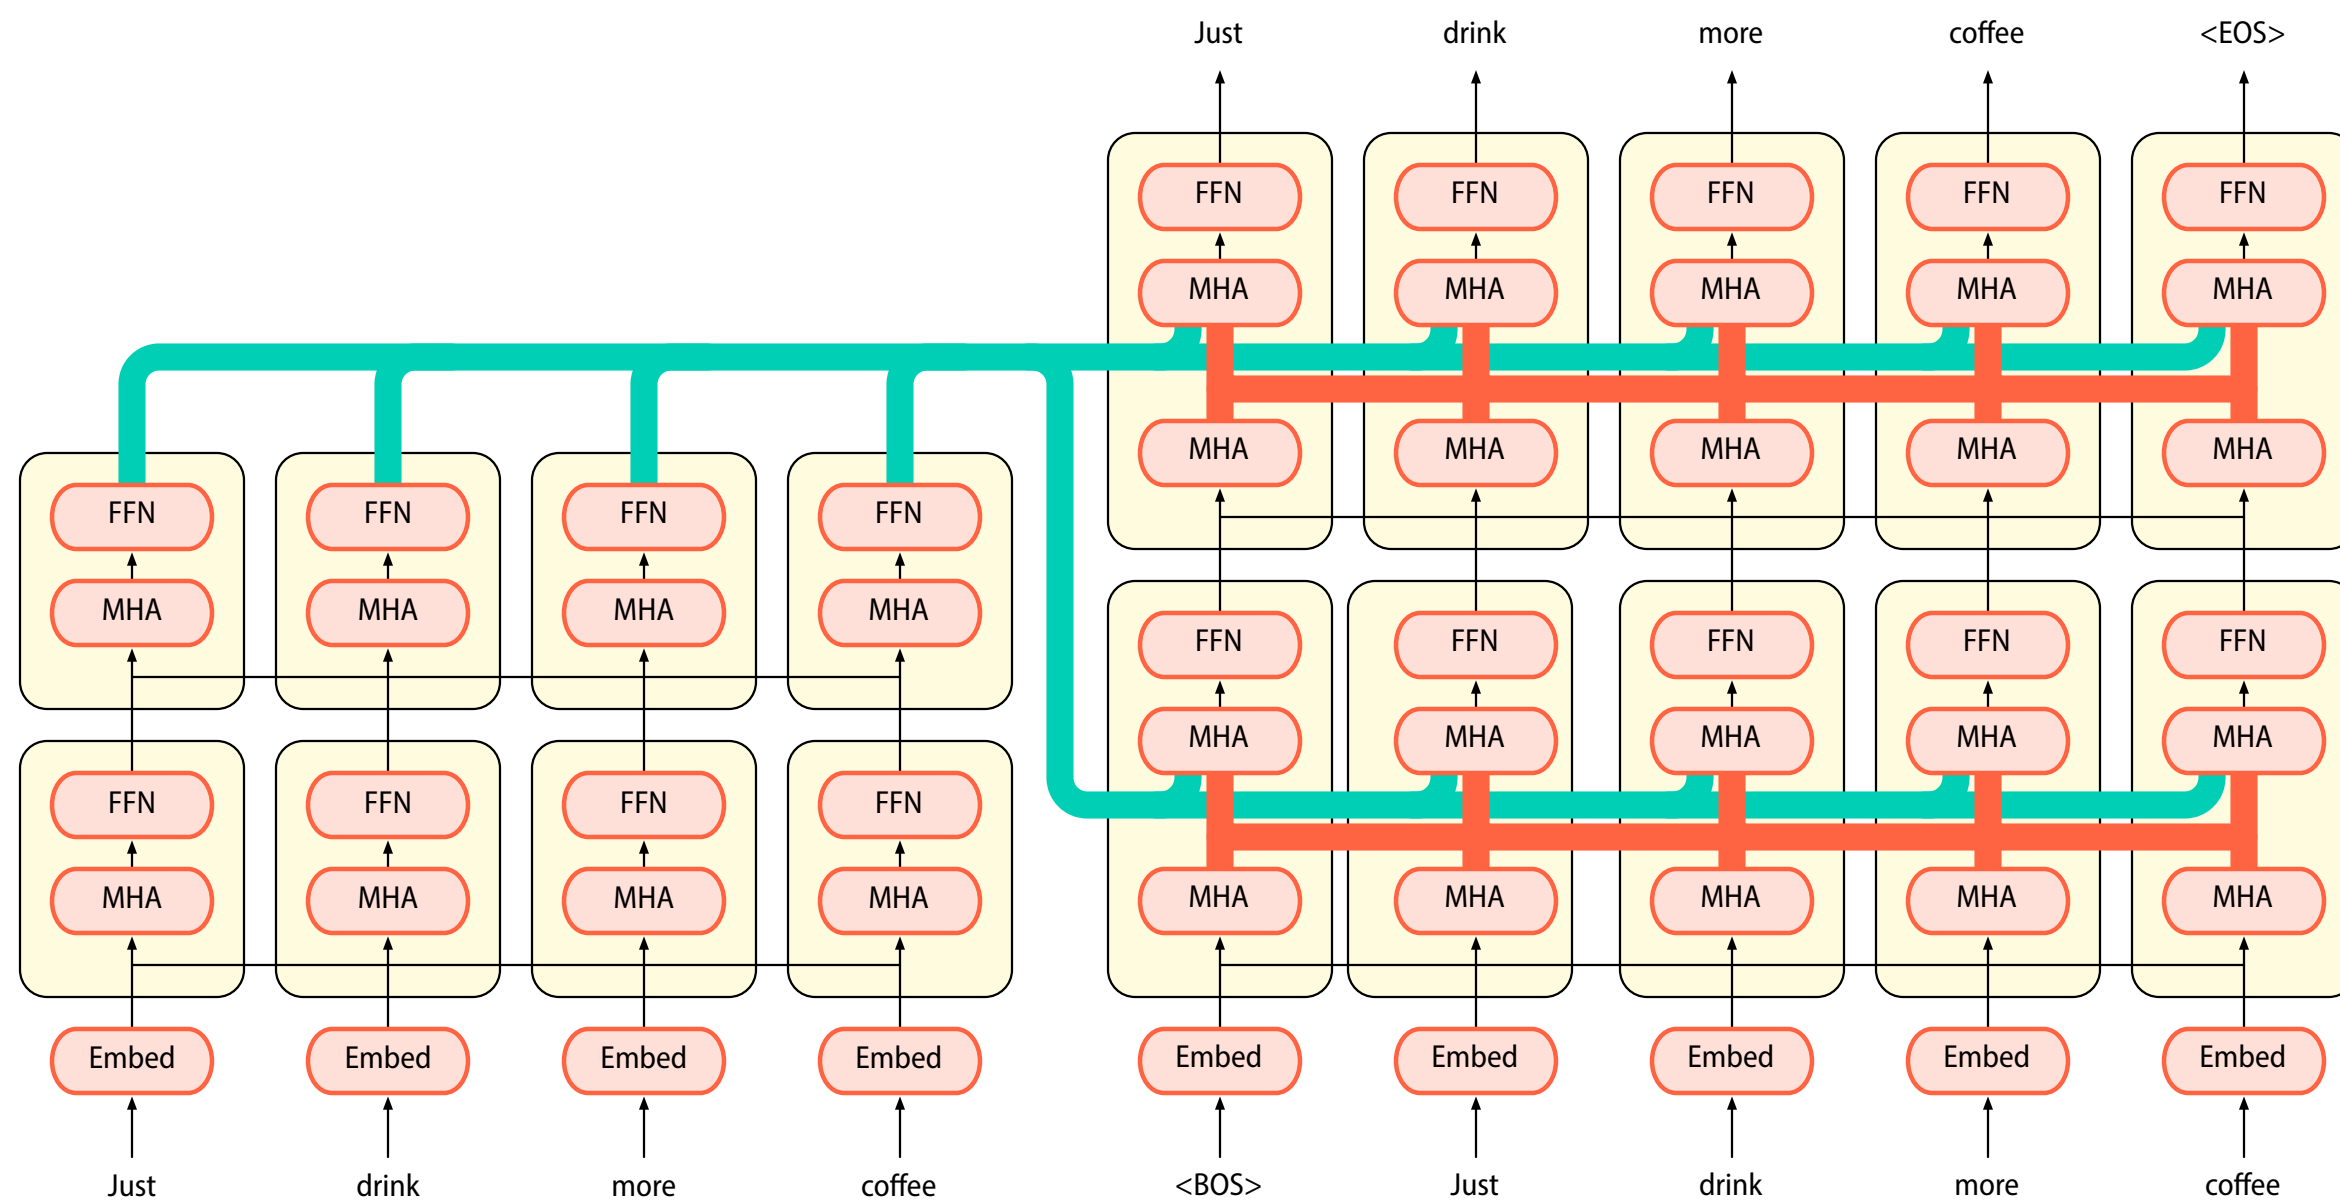 Just drink more coffee <EOS>
FFN FFN FFN FFN FFN
MHA MHA MHA MHA MHA
MHA MHA MHA MHA MHA
FFN FFN FFN FFN
MHA MHA MHA MHA
FFN FFN FFN FFN FFN
MHA MHA MHA MHA MHA
FFN FFN FFN FFN
MHA MHA MHA MHA MHA MHA MHA MHA MHA
Embed Embed Embed Embed Embed Embed Embed Embed Embed
Just drink more coffee <BOS> Just drink more coffee